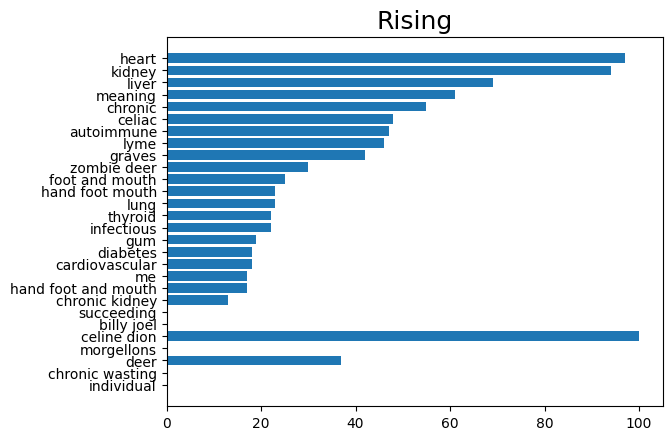 Rising
heart
kidney
liver
meaning
chronic
celiac
autoimmune
lyme
graves
zombie deer
foot and mouth
hand foot mouth
lung
thyroid
infectious
gum
diabetes
cardiovascular
me
hand foot and mouth
chronic kidney
succeeding
billy joel
celine dion
morgellons
deer
chronic wasting
individual
0 20 40 60 80 100